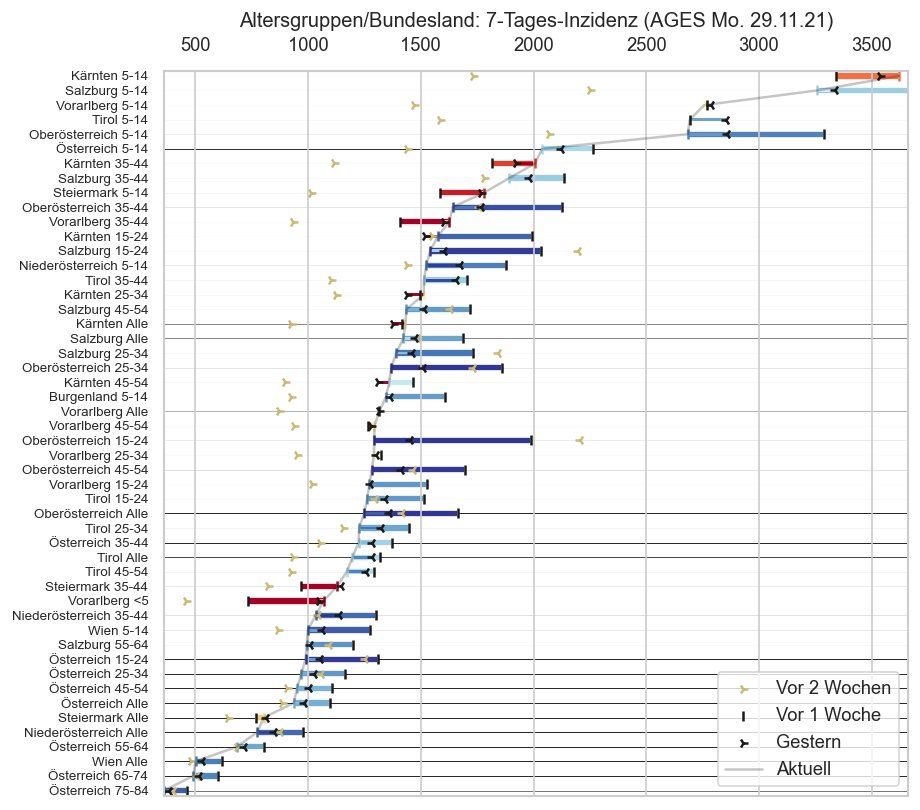 Altersgruppen/Bundesland: 7-Tages-Inzidenz (AGES Mo. 29.11.21)
500 1000 1500 2000 2500 3000 3500
Kärnten 5-14
Salzburg 5-14
Vorarlberg 5-14
Tirol 5-14
Oberösterreich 5-14
Österreich 5-14
Kärnten 35-44
Salzburg 35-44
Steiermark 5-14
Oberösterreich 35-44
Vorarlberg 35-44
Kärnten 15-24
Salzburg 15-24
Niederösterreich 5-14
Tirol 35-44
Kärnten 25-34
Salzburg 45-54
Kärnten Alle
Salzburg Alle
Salzburg 25-34
Oberösterreich 25-34
Kärnten 45-54
Burgenland 5-14
Vorarlberg Alle
Vorarlberg 45-54
Oberösterreich 15-24
Vorarlberg 25-34
Oberösterreich 45-54
Vorarlberg 15-24
Tirol 15-24
Oberösterreich Alle
Tirol 25-34
Österreich 35-44
Tirol Alle
Tirol 45-54
Steiermark 35-44
Vorarlberg <5
Niederösterreich 35-44
Wien 5-14
Salzburg 55-64
Österreich 15-24
Österreich 25-34
Österreich 45-54
Österreich Alle
Steiermark Alle
Niederösterreich Alle
Österreich 55-64
Wien Alle
Österreich 65-74
Österreich 75-84
Vor 2 Wochen
Vor 1 Woche
Gestern
Aktuell